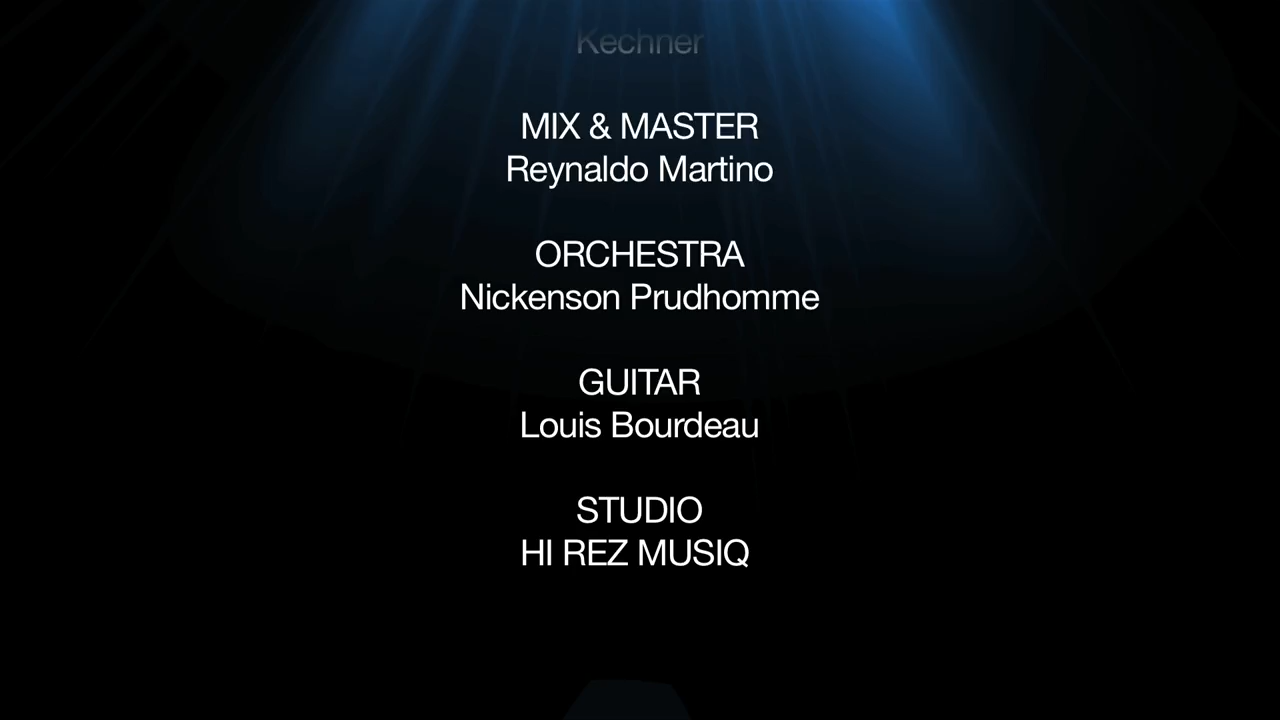 Kechner
MIX & MASTER
Reynaldo Martino
ORCHESTRA
Nickenson Prudhomme
GUITAR
Louis Bourdeau
STUDIO
HI REZ MUSIQ